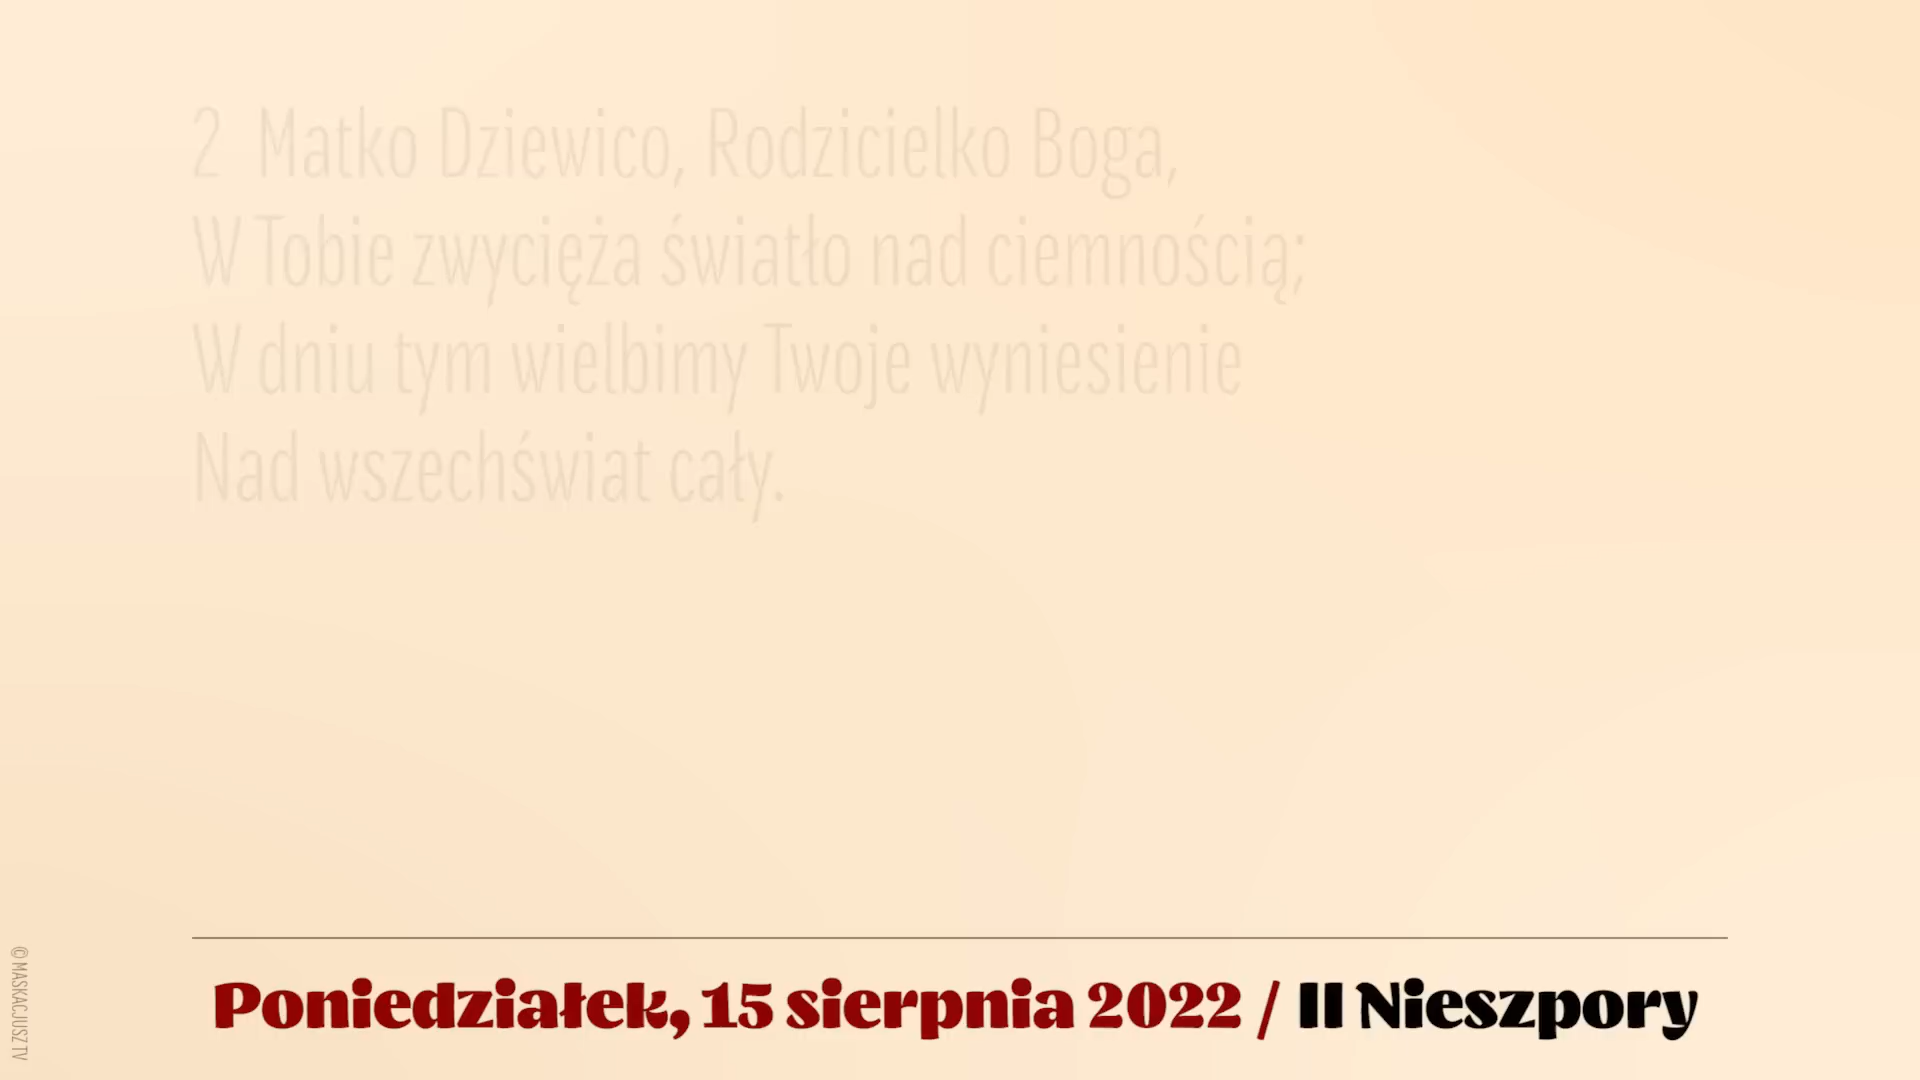 2 Matko Dziewico, Rodzicielko Boga,
W Tobie zwycięża światło nad ciemnością;
W dniu tym wielbimy Twoje wyniesienie
Nad wszechświat cały.
Poniedziałek, 15 sierpnia 2022 / II Nieszpory
© MASKACJUSZ TV